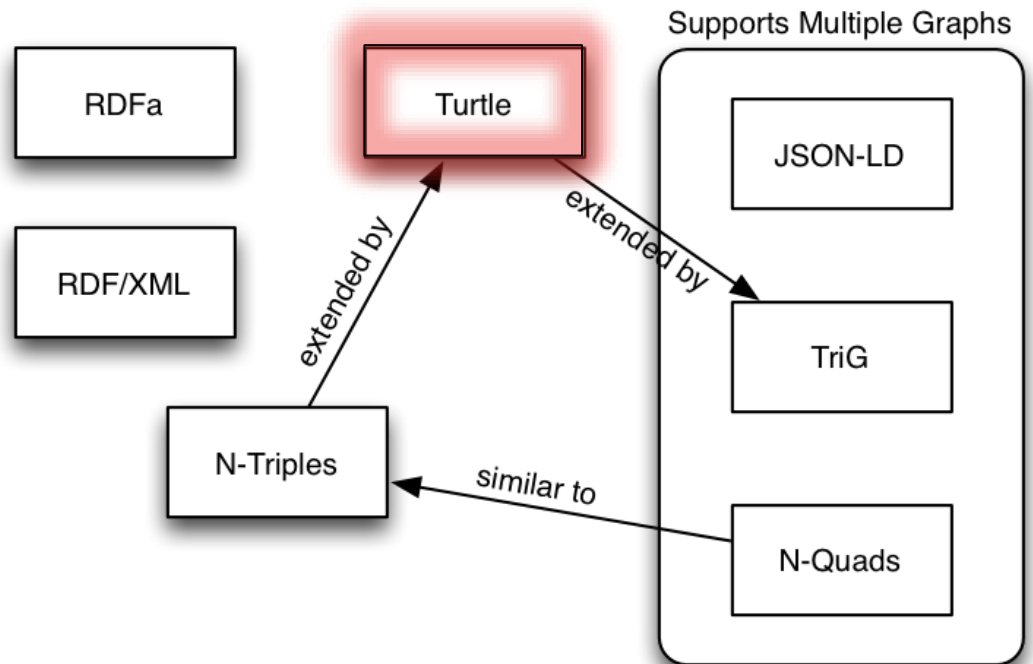 Supports Multiple Graphs
RDFa
Turtle
JSON-LD
extended by
extended by
RDF/XML
TriG
N-Triples
similar to
N-Quads